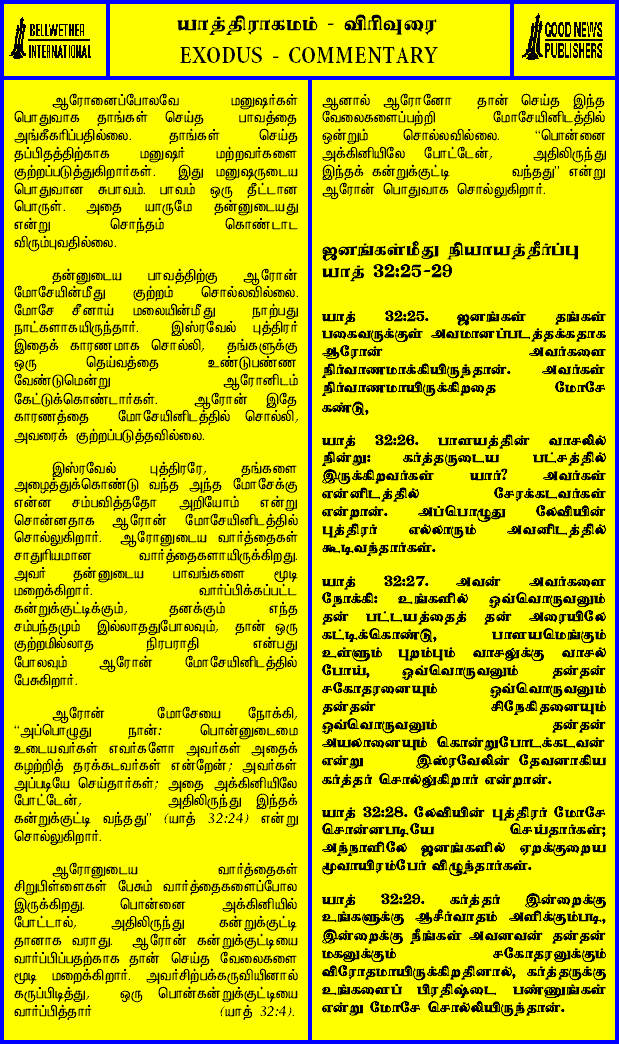 BELLWETHER
INTERNATIONAL
யாத்திராகமம் - விரிவுரை
EXODUS - COMMENTARY
GOOD NEWS
PUBLISHERS
ஆரோனைப்போலவே மனுஷர்கள்
பொதுவாக தாங்கள் செய்த பாவத்தை
அங்கீகரிப்பதில்லை. தாங்கள் செய்த
தப்பிதத்திற்காக மனுஷர் மற்றவர்களை
குற்றப்படுத்துகிறார்கள். இது மனுஷருடைய
பொதுவான சுபாவம். பாவம் ஒரு தீட்டான
பொருள். அதை யாருமே தன்னுடையது
என்று சொந்தம் கொண்டாட
விரும்புவதில்லை.
தன்னுடைய பாவத்திற்கு ஆரோன்
மோசேயின்மீது குற்றம் சொல்லவில்லை.
மோசே சீனாய் மலையின்மீது நாற்பது
நாட்களாகயிருந்தார். இஸ்ரவேல் புத்திரர்
இதைக் காரணமாக சொல்லி, தங்களுக்கு
ஒரு தெய்வத்தை உண்டுபண்ண
வேண்டுமென்று ஆரோனிடம்
கேட்டுக்கொண்டார்கள். ஆரோன் இதே
காரணத்தை மோசேயினிடத்தில் சொல்லி,
அவரைக் குற்றப்படுத்தவில்லை.
இஸ்ரவேல் புத்திரரே, தங்களை
அழைத்துக்கொண்டு வந்த அந்த மோசேக்கு
என்ன சம்பவித்ததோ அறியோம் என்று
சொன்னதாக ஆரோன் மோசேயினிடத்தில்
சொல்லுகிறார். ஆரோனுடைய வார்த்தைகள்
சாதுரியமான வார்த்தைகளாயிருக்கிறது.
அவர் தன்னுடைய பாவங்களை மூடி
மறைக்கிறார். வார்ப்பிக்கப்பட்ட
கன்றுக்குட்டிக்கும், தனக்கும் எந்த
சம்பந்தமும் இல்லாததுபோலவும், தான் ஒரு
குற்றமில்லாத நிரபராதி என்பது
போலவும் ஆரோன் மோசேயினிடத்தில்
பேசுகிறார்.
ஆரோன் மோசேயை நோக்கி,
“அப்பொழுது நான்: பொன்னுடைமை
உடையவர்கள் எவர்களோ அவர்கள் அதைக்
கழற்றித் தரக்கடவர்கள் என்றேன்; அவர்கள்
அப்படியே செய்தார்கள்; அதை அக்கினியிலே
போட்டேன், அதிலிருந்து இந்தக்
கன்றுக்குட்டி வந்தது” (யாத் 32:24) என்று
சொல்லுகிறார்.
ஆரோனுடைய வார்த்தைகள்
சிறுபிள்ளைகள் பேசும் வார்த்தைகளைப்போல
இருக்கிறது. பொன்னை அக்கினியில்
போட்டால், அதிலிருந்து கன்றுக்குட்டி
தானாக வராது. ஆரோன் கன்றுக்குட்டியை
வார்ப்பிப்பதற்காக தான் செய்த வேலைகளை
மூடி மறைக்கிறார். அவர்சிற்பக்கருவியினால்
கருப்பிடித்து, ஒரு பொன்கன்றுக்குட்டியை
வார்ப்பித்தார் (யாத் 32:4).
ஆனால் ஆரோனோ தான் செய்த இந்த
வேலைகளைப்பற்றி மோசேயினிடத்தில்
ஒன்றும் சொல்லவில்லை. “பொன்னை
அக்கினியிலே போட்டேன், அதிலிருந்து
இந்தக் கன்றுக்குட்டி வந்தது” என்று
ஆரோன் பொதுவாக சொல்லுகிறார்.
ஜனங்கள்மீது நியாயத்தீர்ப்பு
யாத் 32:25-29
யாத் 32:25. ஜனங்கள் தங்கள்
பகைவருக்குள் அவமானப்படத்தக்கதாக
ஆரோன் அவர்களை
நிர்வாணமாக்கியிருந்தான். அவர்கள்
நிர்வாணமாயிருக்கிறதை மோசே
கண்டு,
யாத் 32:26. பாளயத்தின் வாசலில்
நின்று: கர்த்தருடைய பட்சத்தில்
இருக்கிறவர்கள் யார்? அவர்கள்
என்னிடத்தில் சேரக்கடவர்கள்
என்றான். அப்பொழுது லேவியின்
புத்திரர் எல்லாரும் அவனிடத்தில்
கூடிவந்தார்கள்.
யாத் 32:27. அவன் அவர்களை
நோக்கி: உங்களில் ஒவ்வொருவனும்
தன் பட்டயத்தைத் தன் அரையிலே
கட்டிக்கொண்டு, பாளயமெங்கும்
உள்ளும் புறம்பும் வாசலுக்கு வாசல்
போய், ஒவ்வொருவனும் தன்தன்
சகோதரனையும் ஒவ்வொருவனும்
தன்தன் சிநேகிதனையும்
ஒவ்வொருவனும் தன்தன்
அயலானையும் கொன்றுபோடக்கடவன்
என்று இஸ்ரவேலின் தேவனாகிய
கர்த்தர் சொல்லுகிறார் என்றான்.
யாத் 32:28. லேவியின் புத்திரர் மோசே
சொன்னபடியே செய்தார்கள்;
அந்நாளிலே ஜனங்களில் ஏறக்குறைய
மூவாயிரம்பேர் விழுந்தார்கள்.
யாத் 32:29. கர்த்தர் இன்றைக்கு
உங்களுக்கு ஆசீர்வாதம் அளிக்கும்படி,
இன்றைக்கு நீங்கள் அவனவன் தன்தன்
மகனுக்கும் சகோதரனுக்கும்
விரோதமாயிருக்கிறதினால், கர்த்தருக்கு
உங்களைப் பிரதிஷ்டை பண்ணுங்கள்
என்று மோசே சொல்லியிருந்தான்.